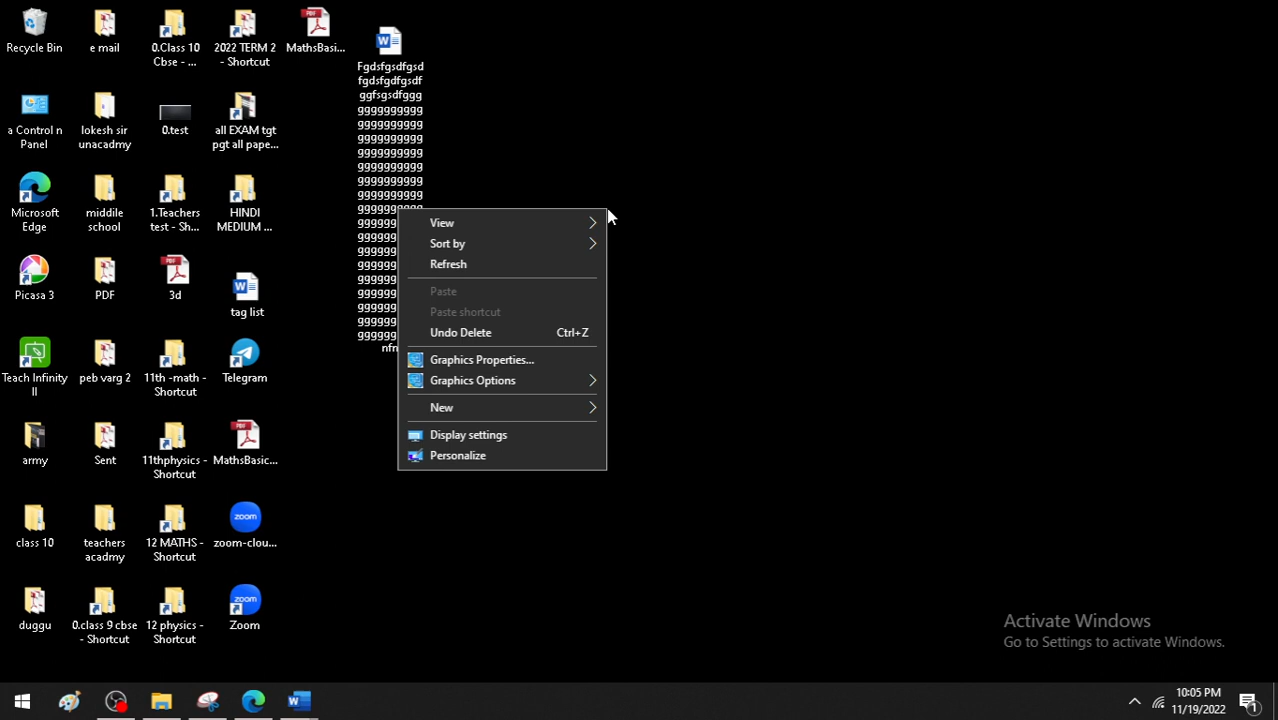 Recycle Bin
e mail
0.Class 10
Cbse - ...
2022 TERM 2
- Shortcut
MathsBasi...
Fgdsfgsdfgsd
fgdsfgdfgsdf
ggfsgsdfggg
gggggggggg
gggggggggg
gggggggggg
gggggggggg
gggggggggg
gggggggggg
gggggggggg
a Control n
Panel
lokesh sir
unacadmy
0.test
all EXAM tgt
pgt all pape...
Microsoft
Edge
middile
school
1.Teachers
test - Sh...
HINDI
MEDIUM ...
Picasa 3
PDF
3d
tag list
Teach Infinity
II
peb varg 2
11th -math -
Shortcut
Telegram
army
Sent
11thphysics -
Shortcut
MathsBasic...
class 10
teachers
acadmy
12 MATHS -
Shortcut
zoom-clou...
duggu
0.class 9 cbse
- Shortcut
12 physics -
Shortcut
Zoom
View
Sort by
Refresh
Paste
Paste shortcut
Undo Delete Ctrl+Z
Graphics Properties...
Graphics Options
New
Display settings
Personalize
Activate Windows
Go to Settings to activate Windows.
10:05 PM
11/19/2022
1